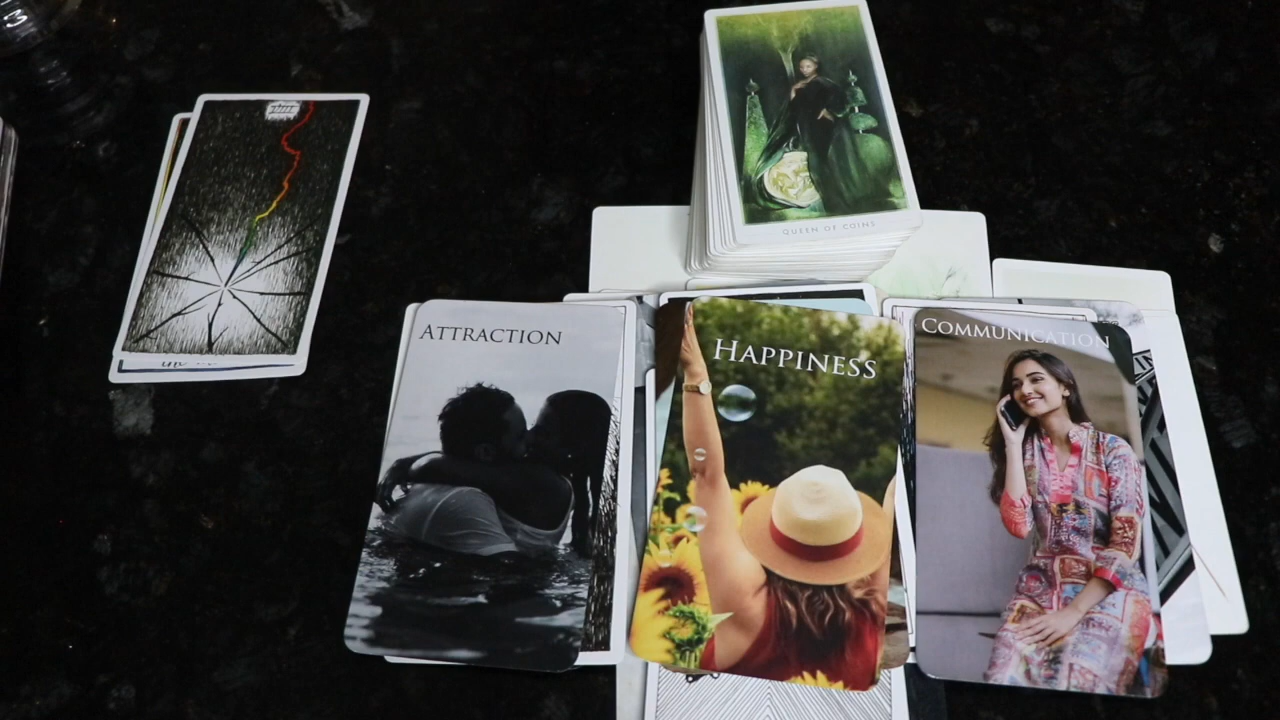 QUEEN OF COINS
ATTRACTION
HAPPINESS
COMMUNICATION